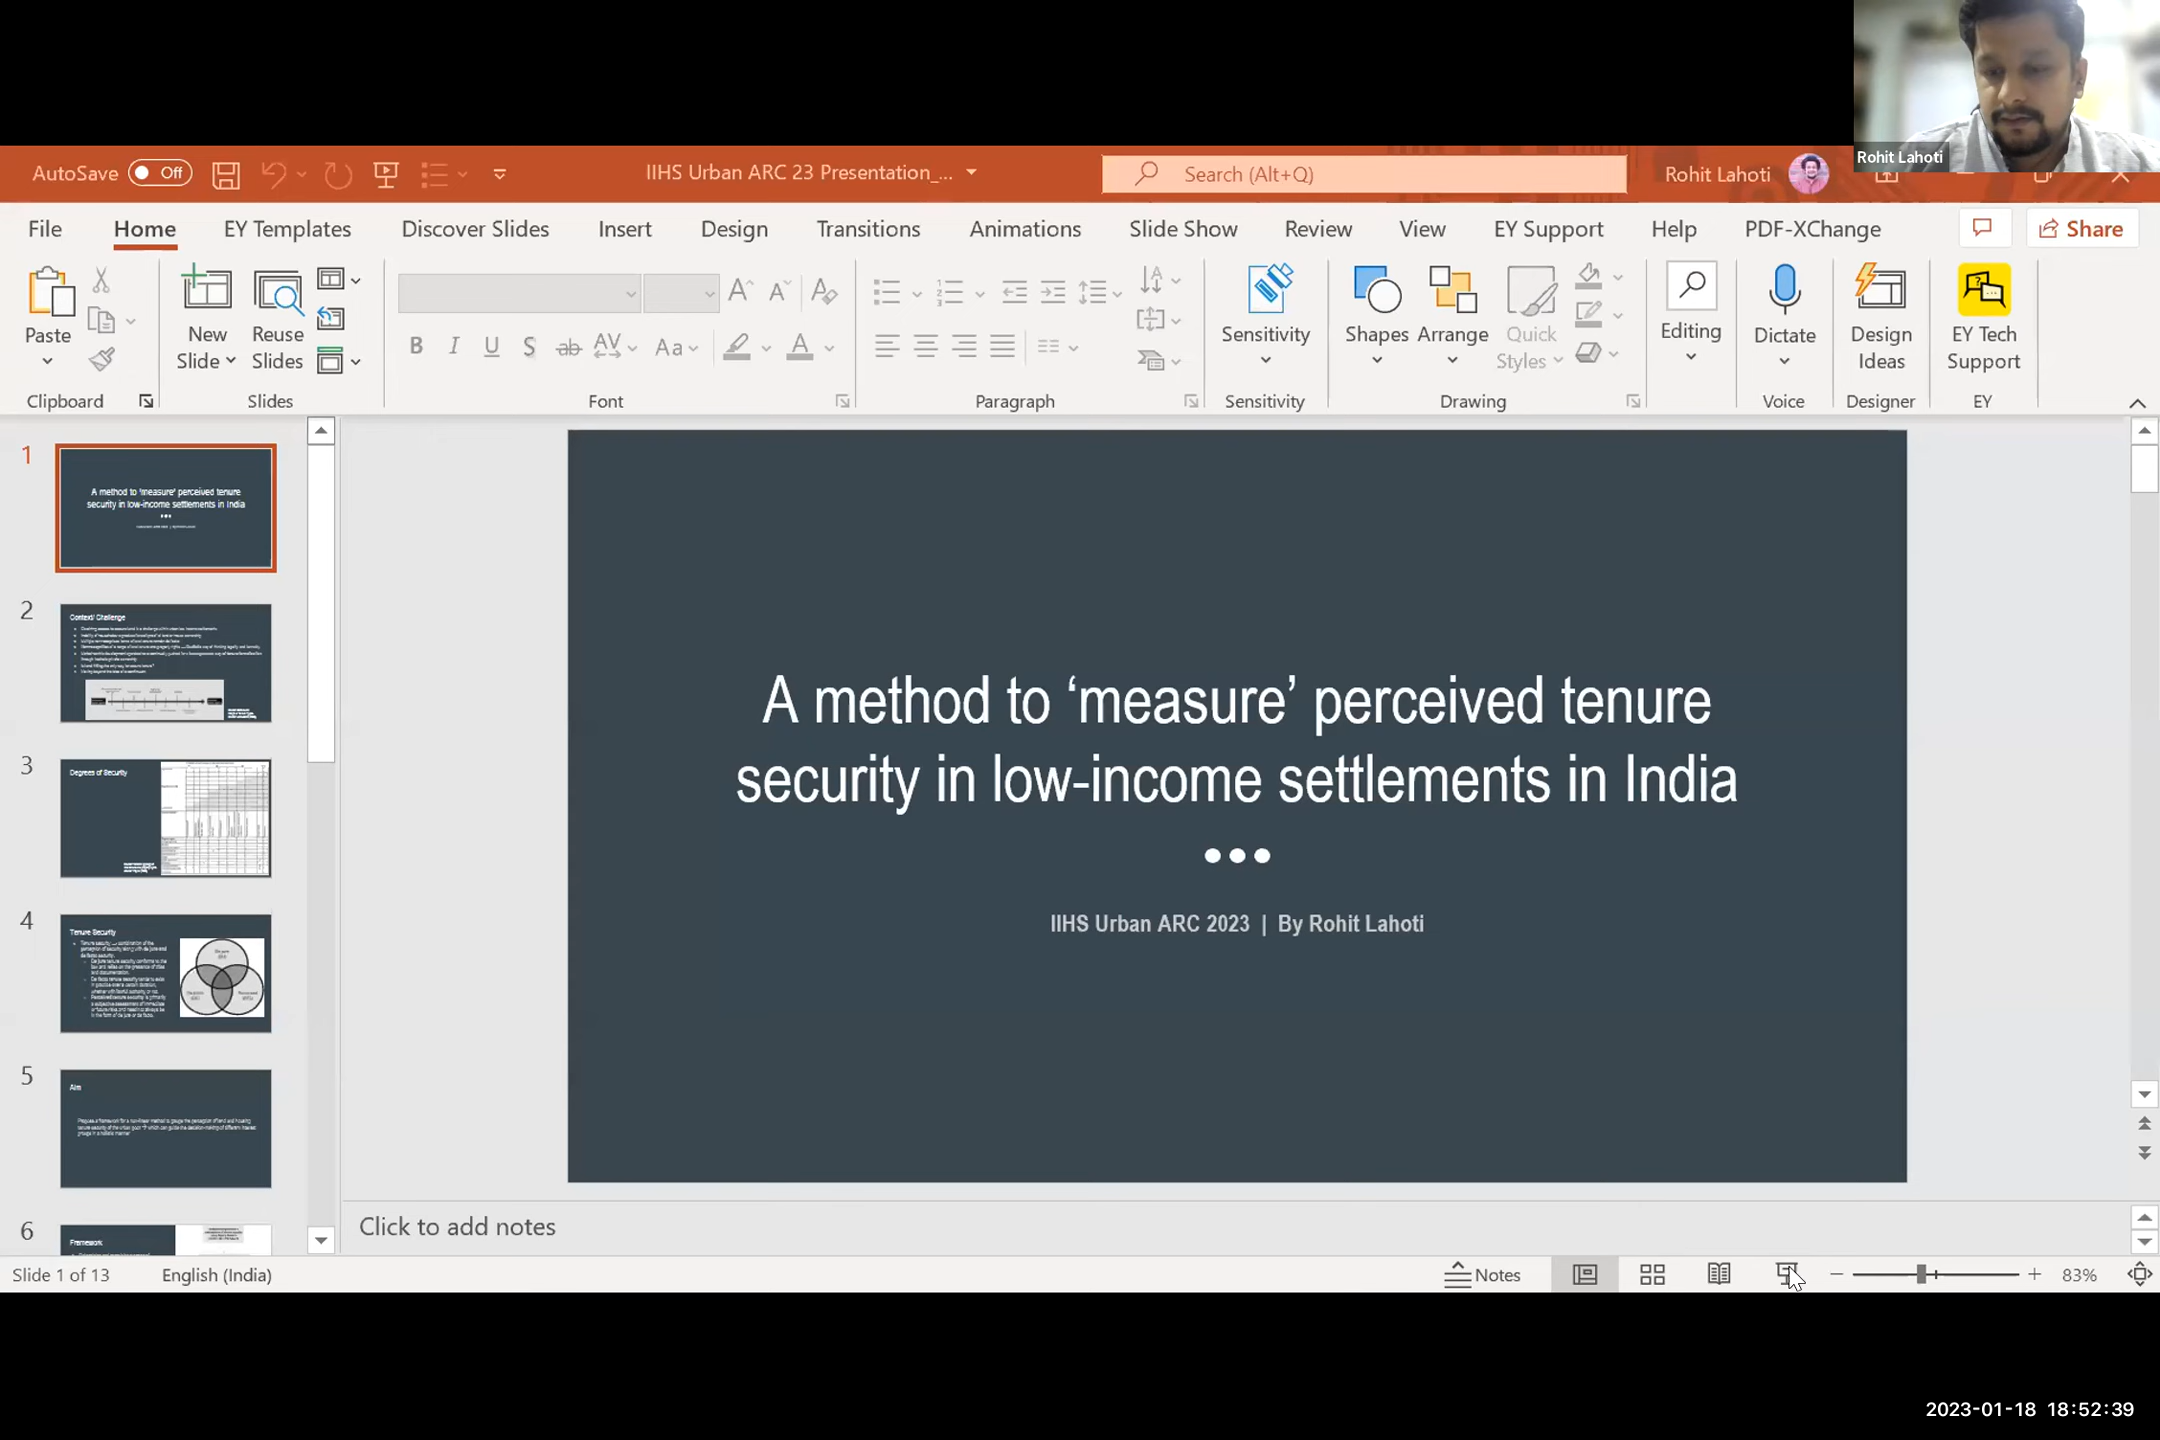 Rohit Lahoti
AutoSave Off IIHS Urban ARC 23 Presentation_... Search (Alt+Q) Rohit Lahoti
File Home EY Templates Discover Slides Insert Design Transitions Animations Slide Show Review View EY Support Help PDF-XChange Share
Paste New Slide Reuse Slides Sensitivity Shapes Arrange Quick Styles Editing Dictate Design Ideas EY Tech Support
Clipboard Slides Font Paragraph Sensitivity Drawing Voice Designer EY
1
A method to ‘measure’ perceived tenure
security in low-income settlements in India
2
Context/ Challenge
3
Degrees of Security
4
Tenure Security
5
Aim
6
Framework
A method to ‘measure’ perceived tenure
security in low-income settlements in India
IIHS Urban ARC 2023 | By Rohit Lahoti
Click to add notes
Slide 1 of 13 English (India) Notes 83%
2023-01-18 18:52:39